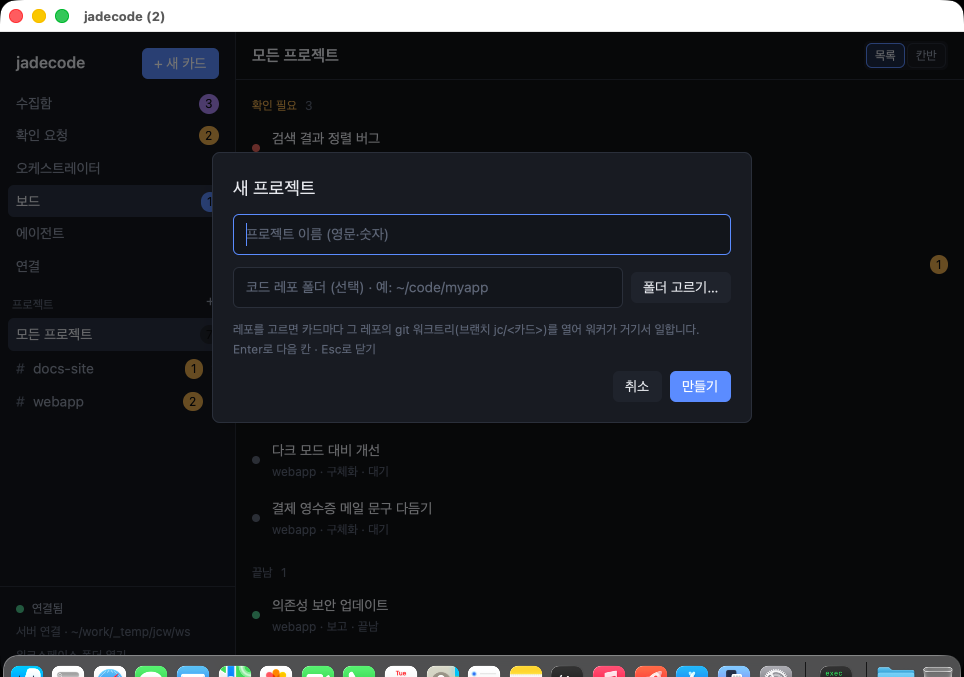 jadecode (2)
jadecode
+ 새 카드
수집함 3
확인 요청 2
오케스트레이터
보드
에이전트
연결
프로젝트 +
모든 프로젝트
# docs-site 1
# webapp 2
연결됨
서버 연결 · ~/work/_temp/jcw/ws
모든 프로젝트
목록 칸반
확인 필요 3
검색 결과 정렬 버그
1
새 프로젝트
프로젝트 이름 (영문·숫자)
코드 레포 폴더 (선택) · 예: ~/code/myapp
폴더 고르기...
레포를 고르면 카드마다 그 레포의 git 워크트리(브랜치 jc/<카드>)를 열어 워커가 거기서 일합니다.
Enter로 다음 칸 · Esc로 닫기
취소 만들기
다크 모드 대비 개선
webapp · 구체화 · 대기
결제 영수증 메일 문구 다듬기
webapp · 구체화 · 대기
끝남 1
의존성 보안 업데이트
webapp · 보고 · 끝남
Tue
exec